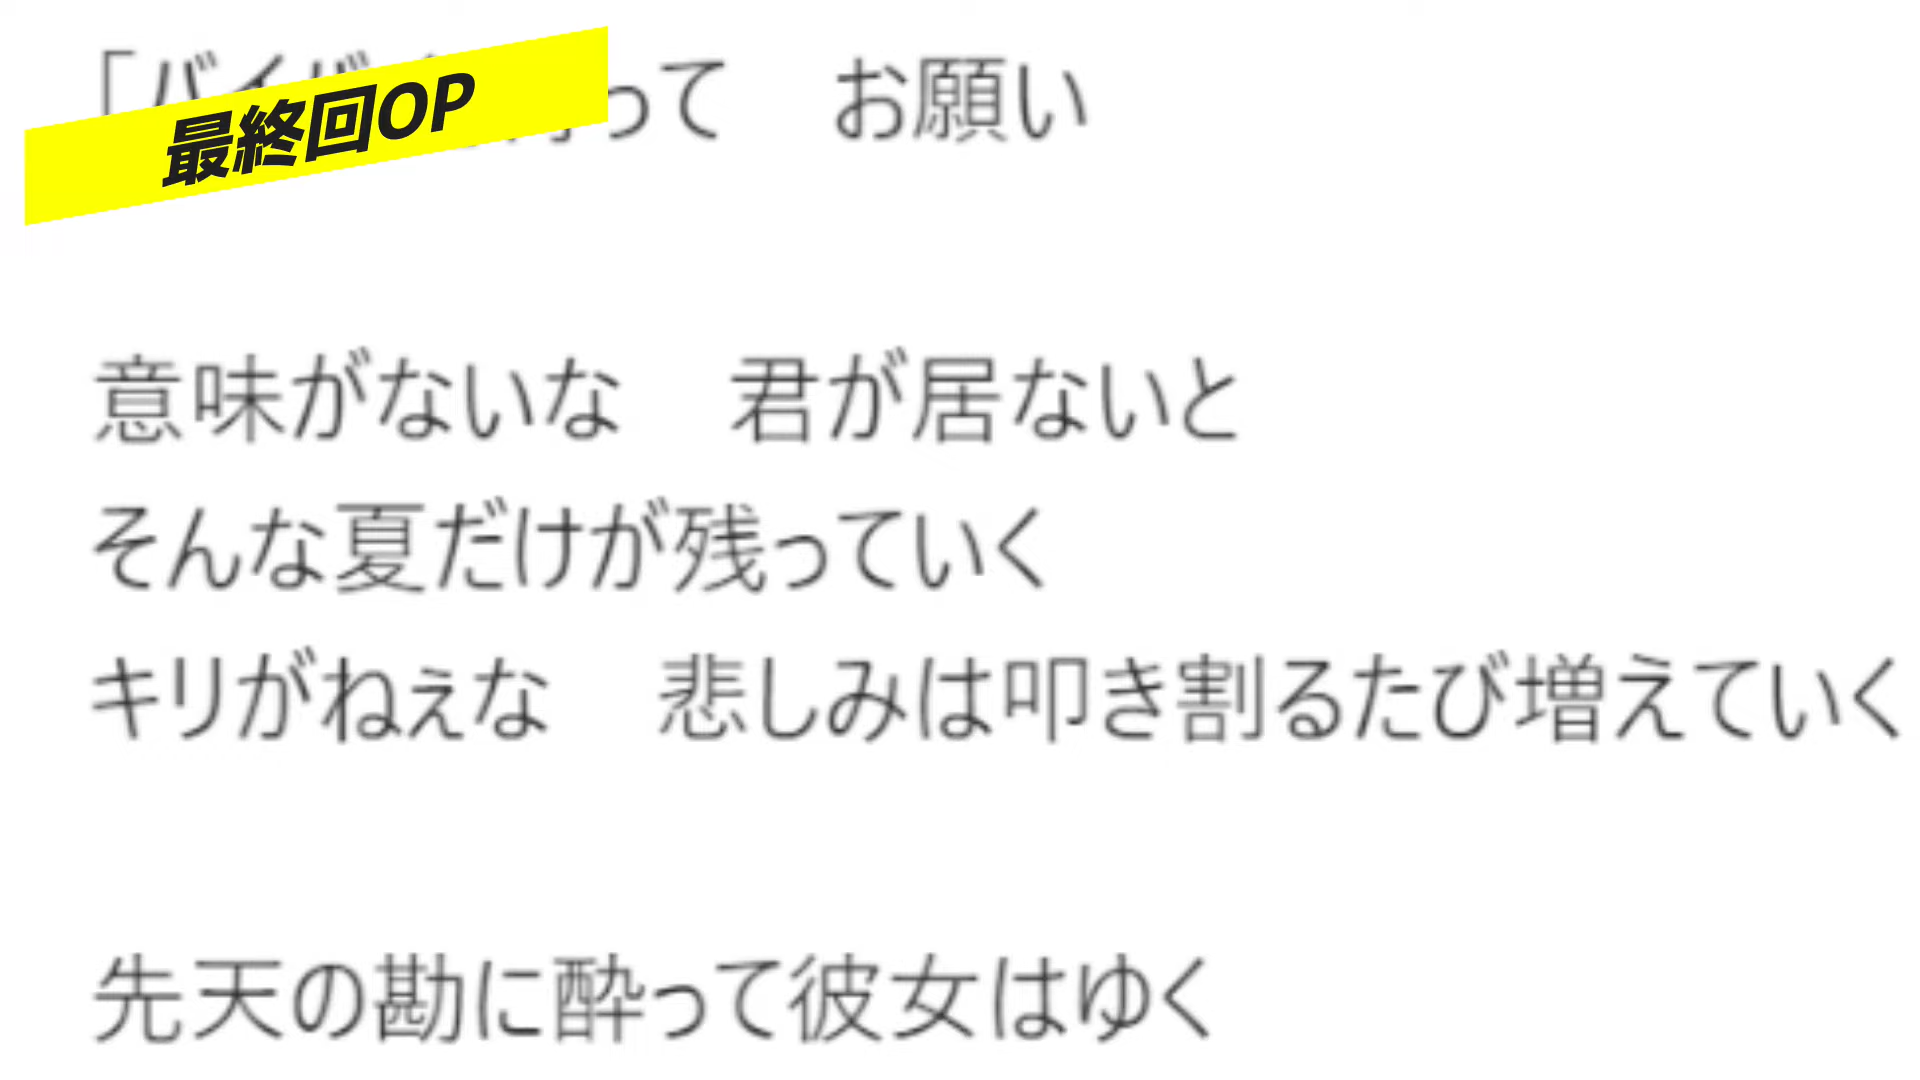 最終回OP
って　お願い
意味がないな　君が居ないと
そんな夏だけが残っていく
キリがねぇな　悲しみは叩き割るたび増えていく
先天の勘に酔って彼女はゆく